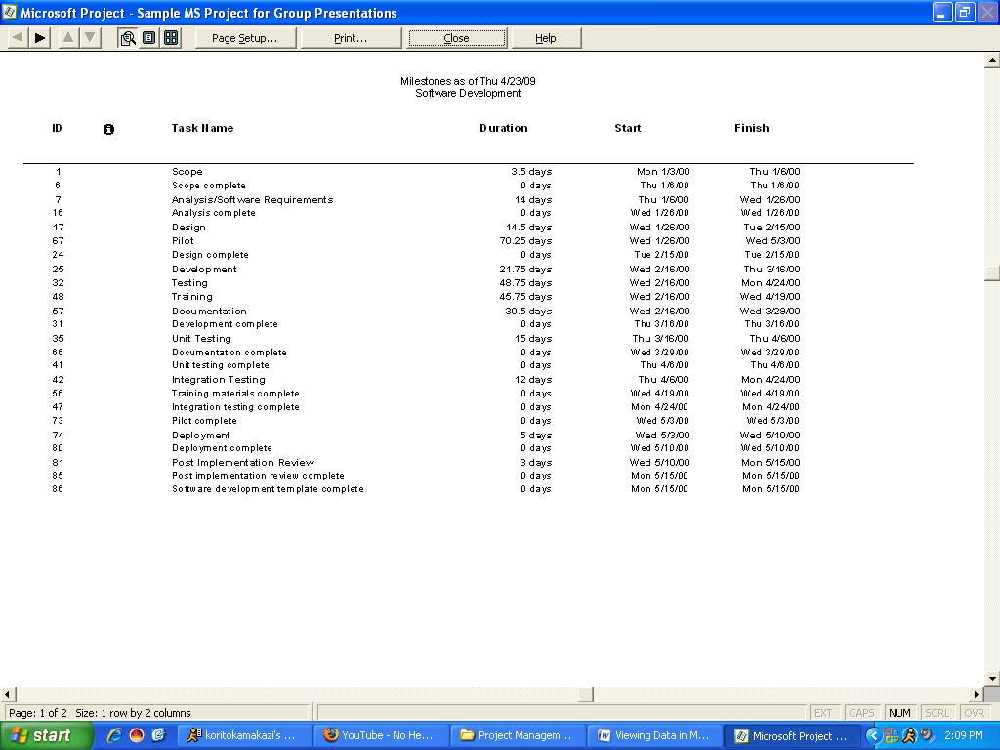 Microsoft Project - Sample MS Project for Group Presentations
Page Setup... Print... Close Help
Milestones as of Thu 4/23/09
Software Development
ID Task Name Duration Start Finish
1 Scope 3.5 days Mon 1/3/00 Thu 1/6/00
6 Scope complete 0 days Thu 1/6/00 Thu 1/6/00
7 Analysis/Software Requirements 14 days Thu 1/6/00 Wed 1/26/00
16 Analysis complete 0 days Wed 1/26/00 Wed 1/26/00
17 Design 14.5 days Wed 1/26/00 Tue 2/15/00
67 Pilot 70.25 days Wed 1/26/00 Wed 5/3/00
24 Design complete 0 days Tue 2/15/00 Tue 2/15/00
25 Development 21.75 days Wed 2/16/00 Thu 3/16/00
32 Testing 48.75 days Wed 2/16/00 Mon 4/24/00
48 Training 45.75 days Wed 2/16/00 Wed 4/19/00
57 Documentation 30.5 days Wed 2/16/00 Wed 3/29/00
31 Development complete 0 days Thu 3/16/00 Thu 3/16/00
35 Unit Testing 15 days Thu 3/16/00 Thu 4/6/00
66 Documentation complete 0 days Wed 3/29/00 Wed 3/29/00
41 Unit testing complete 0 days Thu 4/6/00 Thu 4/6/00
42 Integration Testing 12 days Thu 4/6/00 Mon 4/24/00
56 Training materials complete 0 days Wed 4/19/00 Wed 4/19/00
47 Integration testing complete 0 days Mon 4/24/00 Mon 4/24/00
73 Pilot complete 0 days Wed 5/3/00 Wed 5/3/00
74 Deployment 5 days Wed 5/3/00 Wed 5/10/00
80 Deployment complete 0 days Wed 5/10/00 Wed 5/10/00
81 Post Implementation Review 3 days Wed 5/10/00 Mon 5/15/00
85 Post implementation review complete 0 days Mon 5/15/00 Mon 5/15/00
86 Software development template complete 0 days Mon 5/15/00 Mon 5/15/00
Page: 1 of 2 Size: 1 row by 2 columns EXT CAPS NUM SCRL OVR
start koritokamakazi's ... YouTube - No He... Project Managem... Viewing Data in M... Microsoft Project ... 2:09 PM